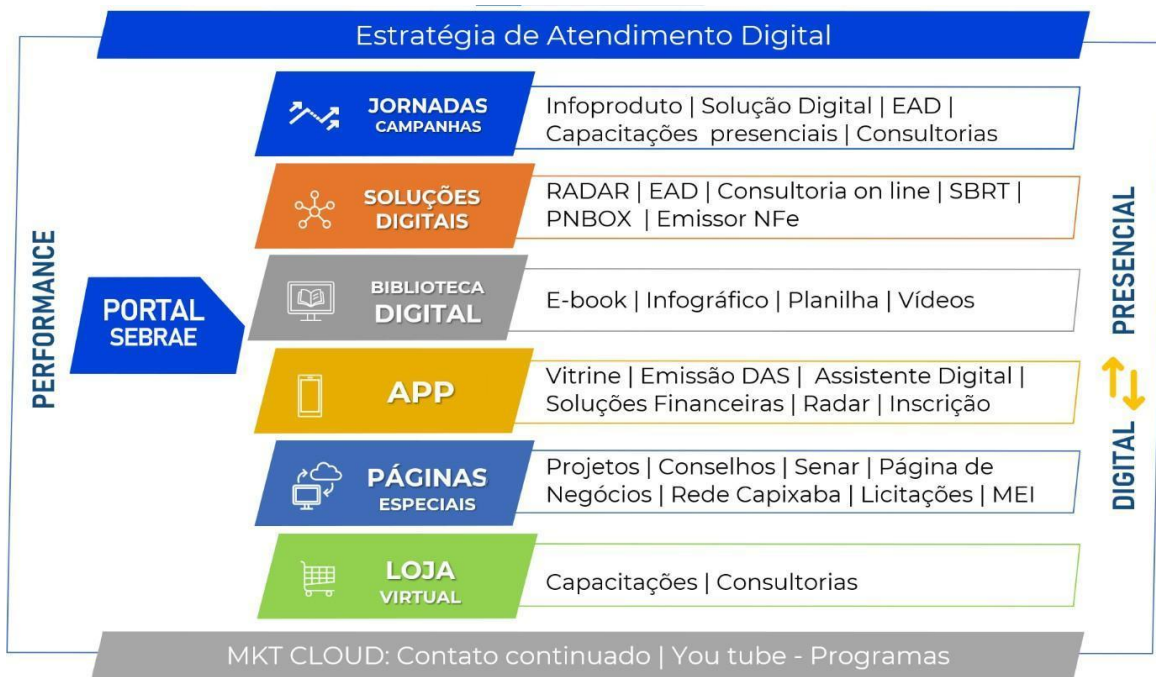 Estratégia de Atendimento Digital
JORNADAS
CAMPANHAS
Infoproduto | Solução Digital | EAD |
Capacitações presenciais | Consultorias
SOLUÇÕES
DIGITAIS
RADAR | EAD | Consultoria on line | SBRT |
PNBOX | Emissor NFe
PERFORMANCE
PORTAL
SEBRAE
BIBLIOTECA
DIGITAL
E-book | Infográfico | Planilha | Vídeos
PRESENCIAL
DIGITAL
APP
Vitrine | Emissão DAS | Assistente Digital |
Soluções Financeiras | Radar | Inscrição
PÁGINAS
ESPECIAIS
Projetos | Conselhos | Senar | Página de
Negócios | Rede Capixaba | Licitações | MEI
LOJA
VIRTUAL
Capacitações | Consultorias
MKT CLOUD: Contato continuado | You tube - Programas